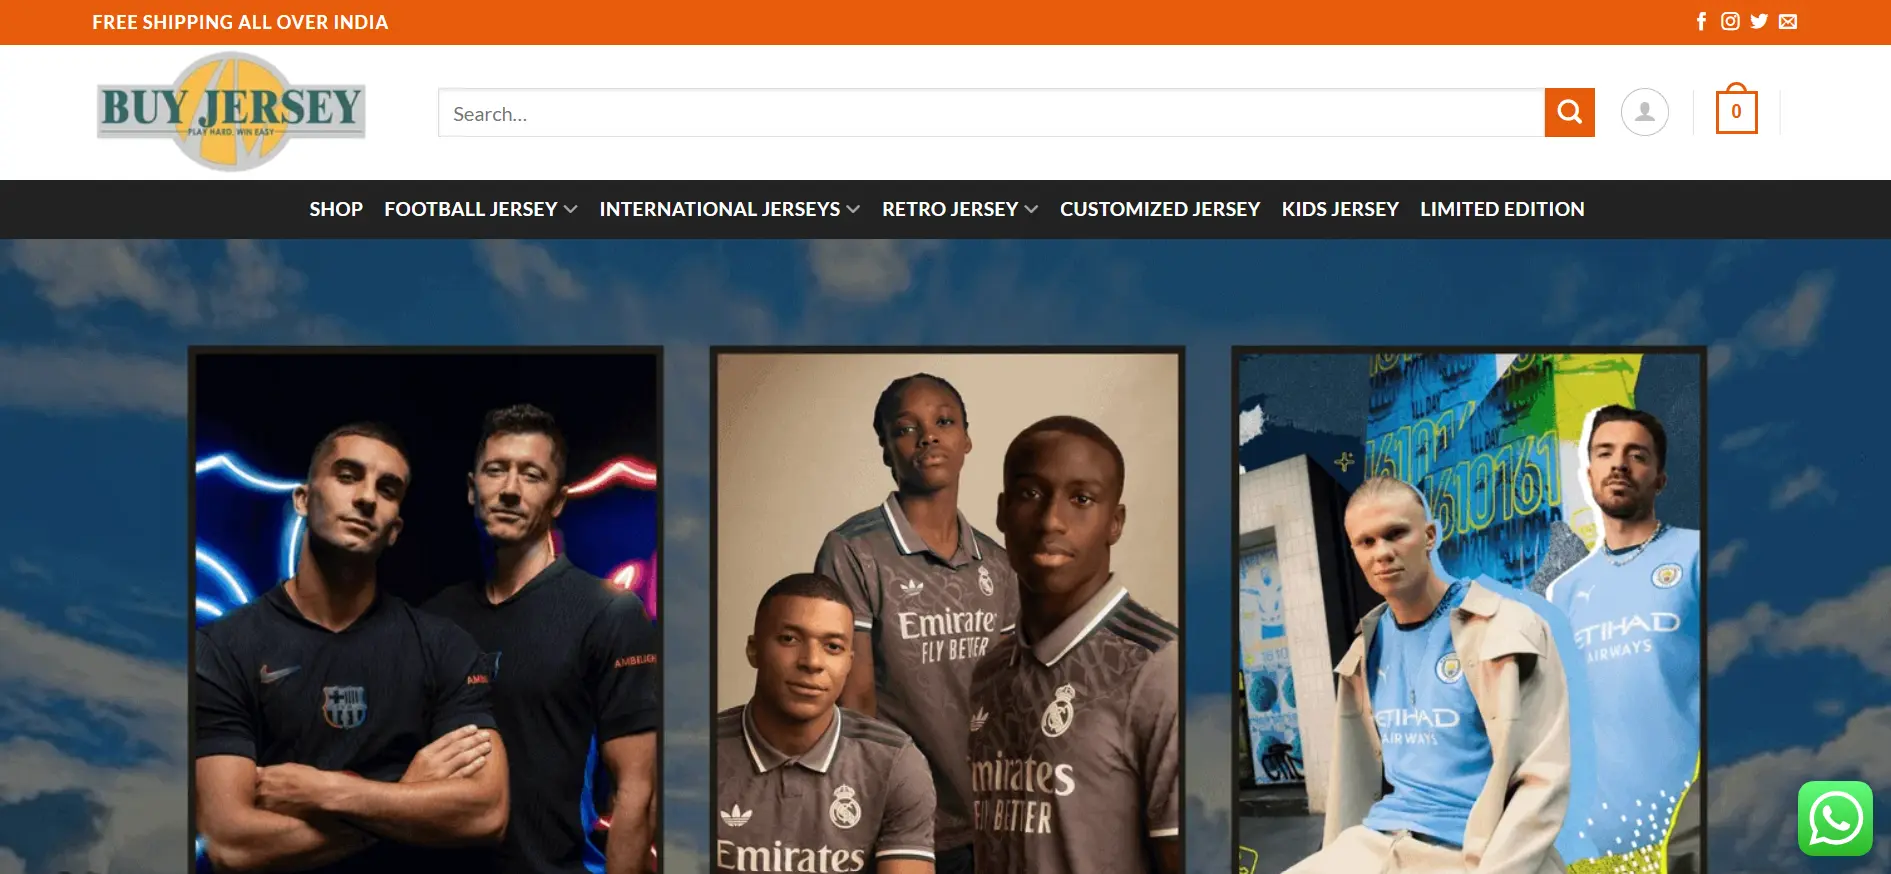 FREE SHIPPING ALL OVER INDIA
BUY JERSEY
PLAY HARD, WIN EASY
Search...
0
SHOP FOOTBALL JERSEY INTERNATIONAL JERSEYS RETRO JERSEY CUSTOMIZED JERSEY KIDS JERSEY LIMITED EDITION
AMBILIGHT
Emirates
FLY BETTER
Emirates
FLY BETTER
Emirates
ETIHAD
AIRWAYS
ETIHAD
AIRWAYS